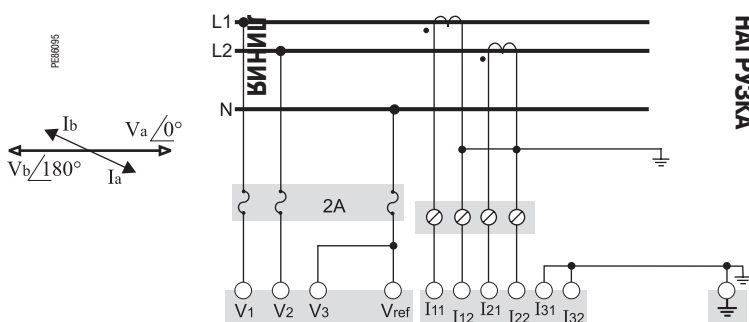 PE86095
L1
ЛИНИЯ
НАГРУЗКА
L2
N
Ib
Va /0°
Vb/180°
Ia
2A
V1 V2 V3 Vref I11 I12 I21 I22 I31 I32